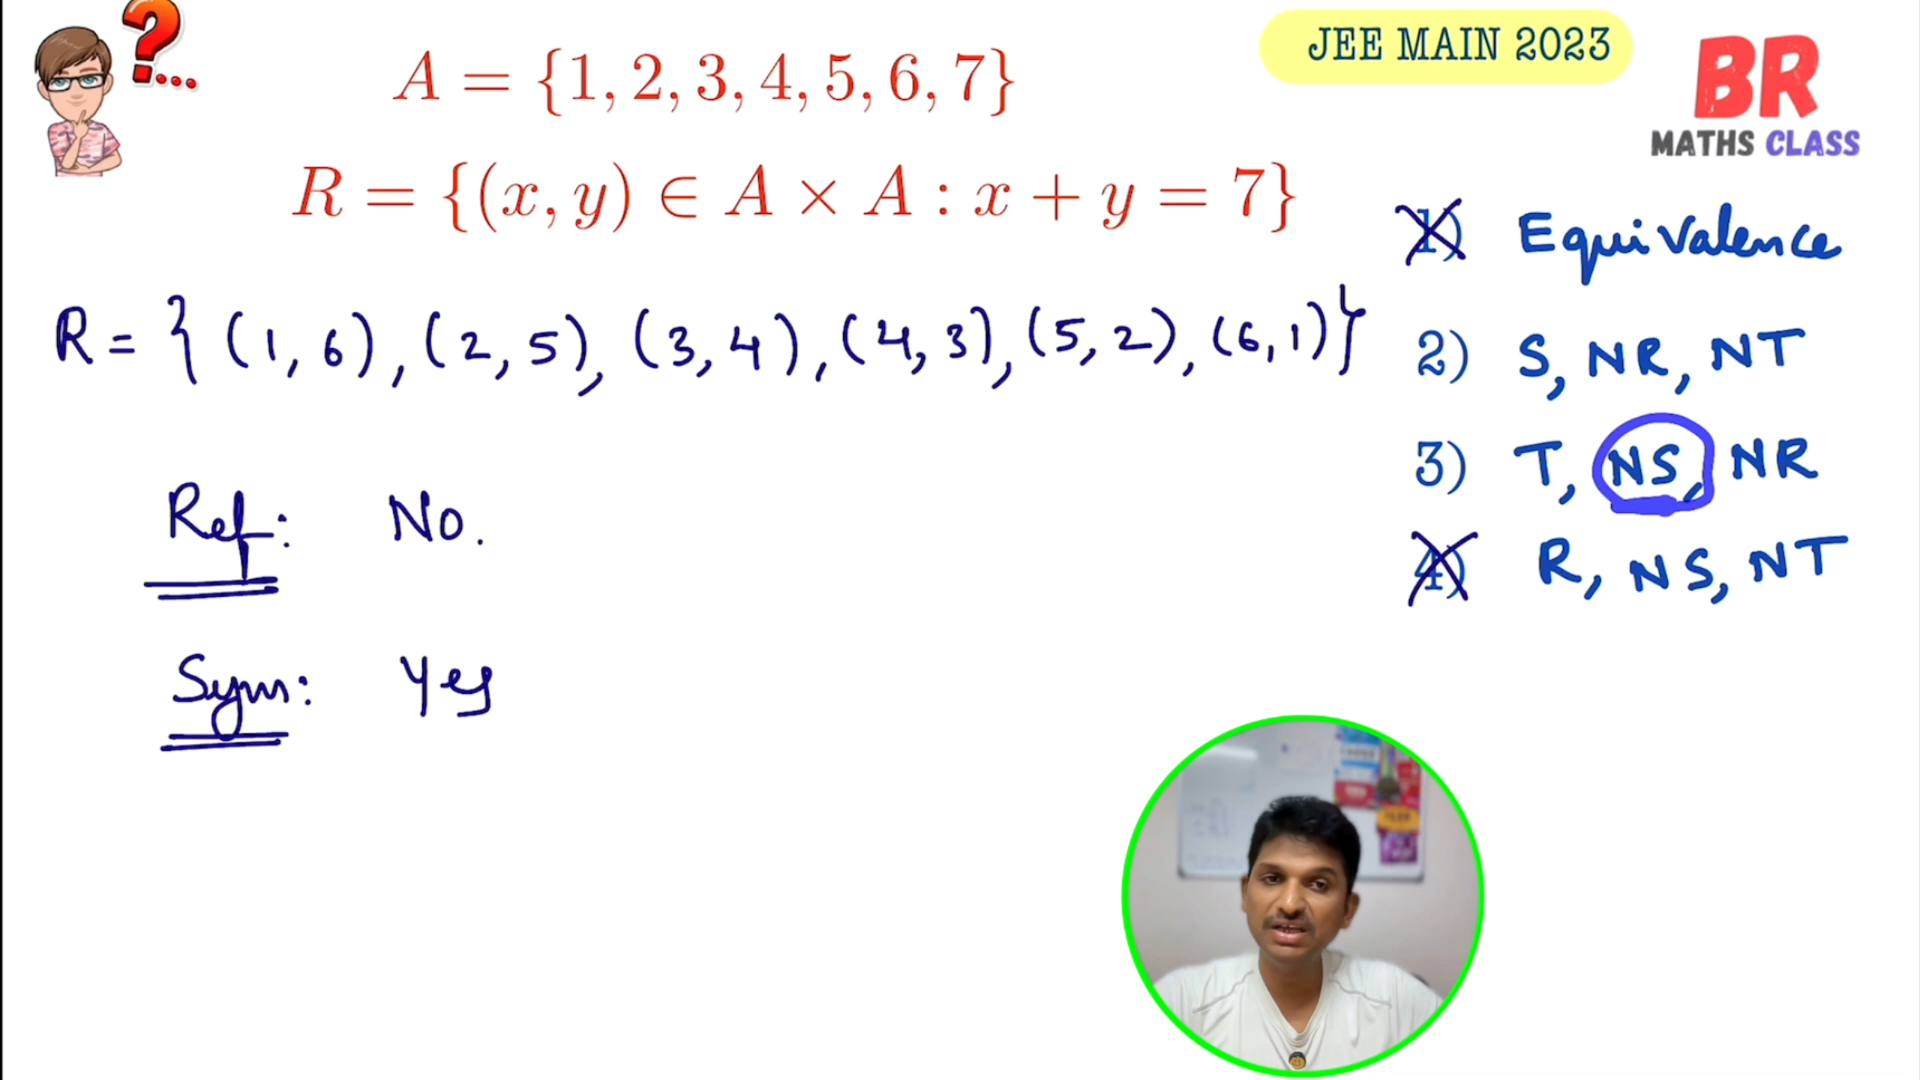 JEE MAIN 2023
A = {1, 2, 3, 4, 5, 6, 7}
BR
MATHS CLASS
R = {(x, y) ∈ A × A : x + y = 7}
1) Equivalence
R = { (1, 6), (2, 5), (3, 4), (4, 3), (5, 2), (6, 1)}
2) S, NR, NT
3) T, NS, NR
Ref: No.
4) R, NS, NT
Sym: Yes